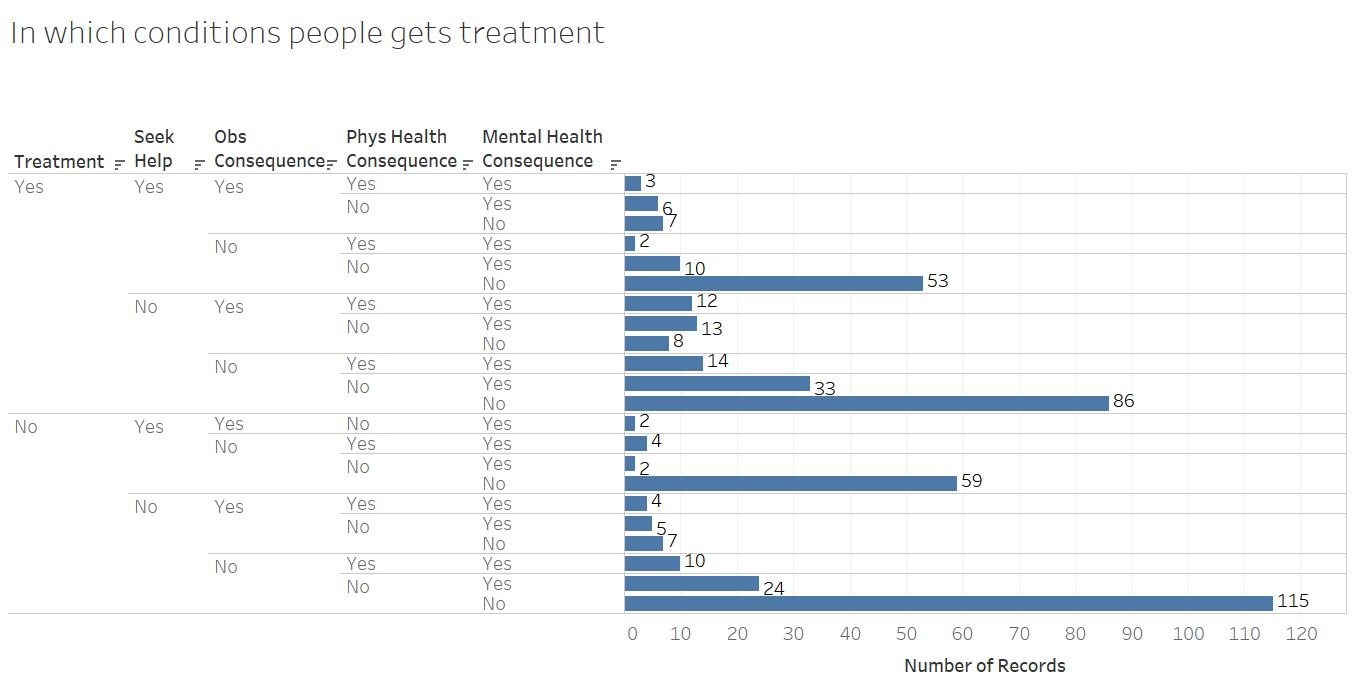 In which conditions people gets treatment
Treatment Seek Help Obs Consequence Phys Health Consequence Mental Health Consequence
Yes Yes Yes Yes Yes 3
No Yes 6
No 7
No Yes Yes 2
No Yes 10
No 53
No Yes Yes Yes 12
No Yes 13
No 8
No Yes Yes 14
No Yes 33
No 86
No Yes Yes No Yes 2
No Yes Yes 4
No Yes 2
No 59
No Yes Yes Yes 4
No Yes 5
No 7
No Yes Yes 10
No Yes 24
No 115
0 10 20 30 40 50 60 70 80 90 100 110 120
Number of Records